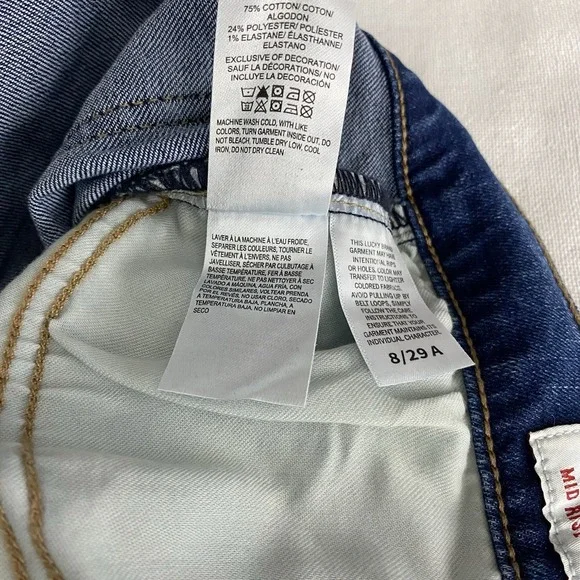 75% COTTON/ COTON/
ALGODON
24% POLYESTER/ POLIESTER
1% ELASTANE/ ÉLASTHANNE/
ELASTANO
EXCLUSIVE OF DECORATION/
SAUF LA DÉCORATIONS/ NO
INCLUYE LA DECORACIÓN
MACHINE WASH COLD, WITH LIKE
COLORS, TURN GARMENT INSIDE OUT, DO
NOT BLEACH, TUMBLE DRY LOW, COOL
IRON, DO NOT DRY CLEAN
LAVER À LA MACHINE À L'EAU FROIDE,
SEPARER LES COULEURS, TOURNER LE
VÊTEMENT À L'ENVERS, NE PAS
JAVELLISER, SÉCHER PAR CULBUTAGE À
BASSE TEMPÉRATURE, FER À BASSE
TEMPÉRATURE, NE PAS NETTOYER À SEC
LAVADO A MÁQUINA, AGUA FRIA, CON
COLORES SIMILARES, VOLTEAR PRENDA
POR EL REVÉS, NO USAR CLORO, SECADO
A TEMPERATURA BAJA, PLANCHA A
TEMPERATURA BAJA, NO LIMPIAR EN
SECO
THIS LUCKY BRAND
GARMENT MAY HAVE
INTENTIONAL RIPS
OR HOLES. COLOR MAY
TRANSFER TO LIGHTER
COLORED FABRICS.
AVOID PULLING UP BY
BELT LOOPS, SIMPLY
FOLLOW THE CARE
INSTRUCTIONS TO
ENSURE THAT YOUR
GARMENT MAINTAINS ITS
INDIVIDUAL CHARACTER.
8/29 A
MID RISE